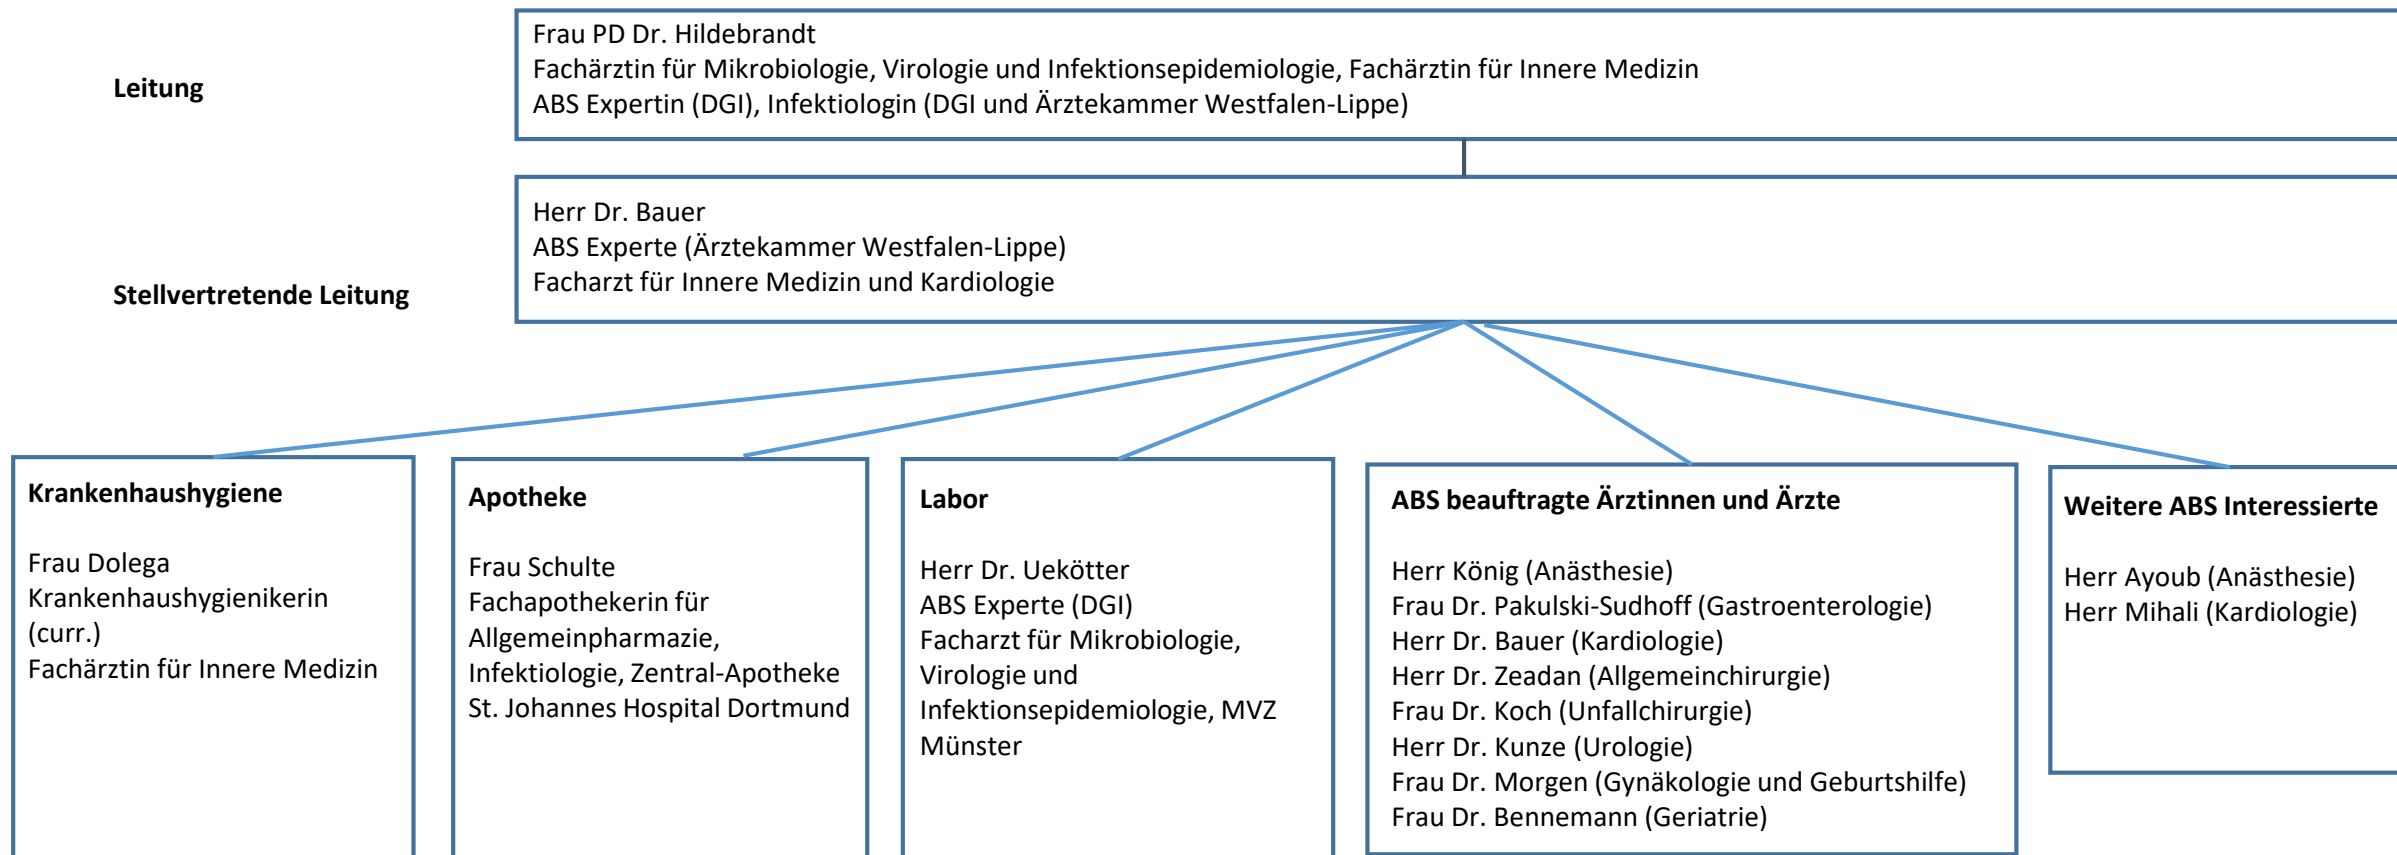 Leitung
Frau PD Dr. Hildebrandt
Fachärztin für Mikrobiologie, Virologie und Infektionsepidemiologie, Fachärztin für Innere Medizin
ABS Expertin (DGI), Infektiologin (DGI und Ärztekammer Westfalen-Lippe)
Stellvertretende Leitung
Herr Dr. Bauer
ABS Experte (Ärztekammer Westfalen-Lippe)
Facharzt für Innere Medizin und Kardiologie
Krankenhaushygiene
Frau Dolega
Krankenhaushygienikerin
(curr.)
Fachärztin für Innere Medizin
Apotheke
Frau Schulte
Fachapothekerin für
Allgemeinpharmazie,
Infektiologie, Zentral-Apotheke
St. Johannes Hospital Dortmund
Labor
Herr Dr. Uekötter
ABS Experte (DGI)
Facharzt für Mikrobiologie,
Virologie und
Infektionsepidemiologie, MVZ
Münster
ABS beauftragte Ärztinnen und Ärzte
Herr König (Anästhesie)
Frau Dr. Pakulski-Sudhoff (Gastroenterologie)
Herr Dr. Bauer (Kardiologie)
Herr Dr. Zeadan (Allgemeinchirurgie)
Frau Dr. Koch (Unfallchirurgie)
Herr Dr. Kunze (Urologie)
Frau Dr. Morgen (Gynäkologie und Geburtshilfe)
Frau Dr. Bennemann (Geriatrie)
Weitere ABS Interessierte
Herr Ayoub (Anästhesie)
Herr Mihali (Kardiologie)